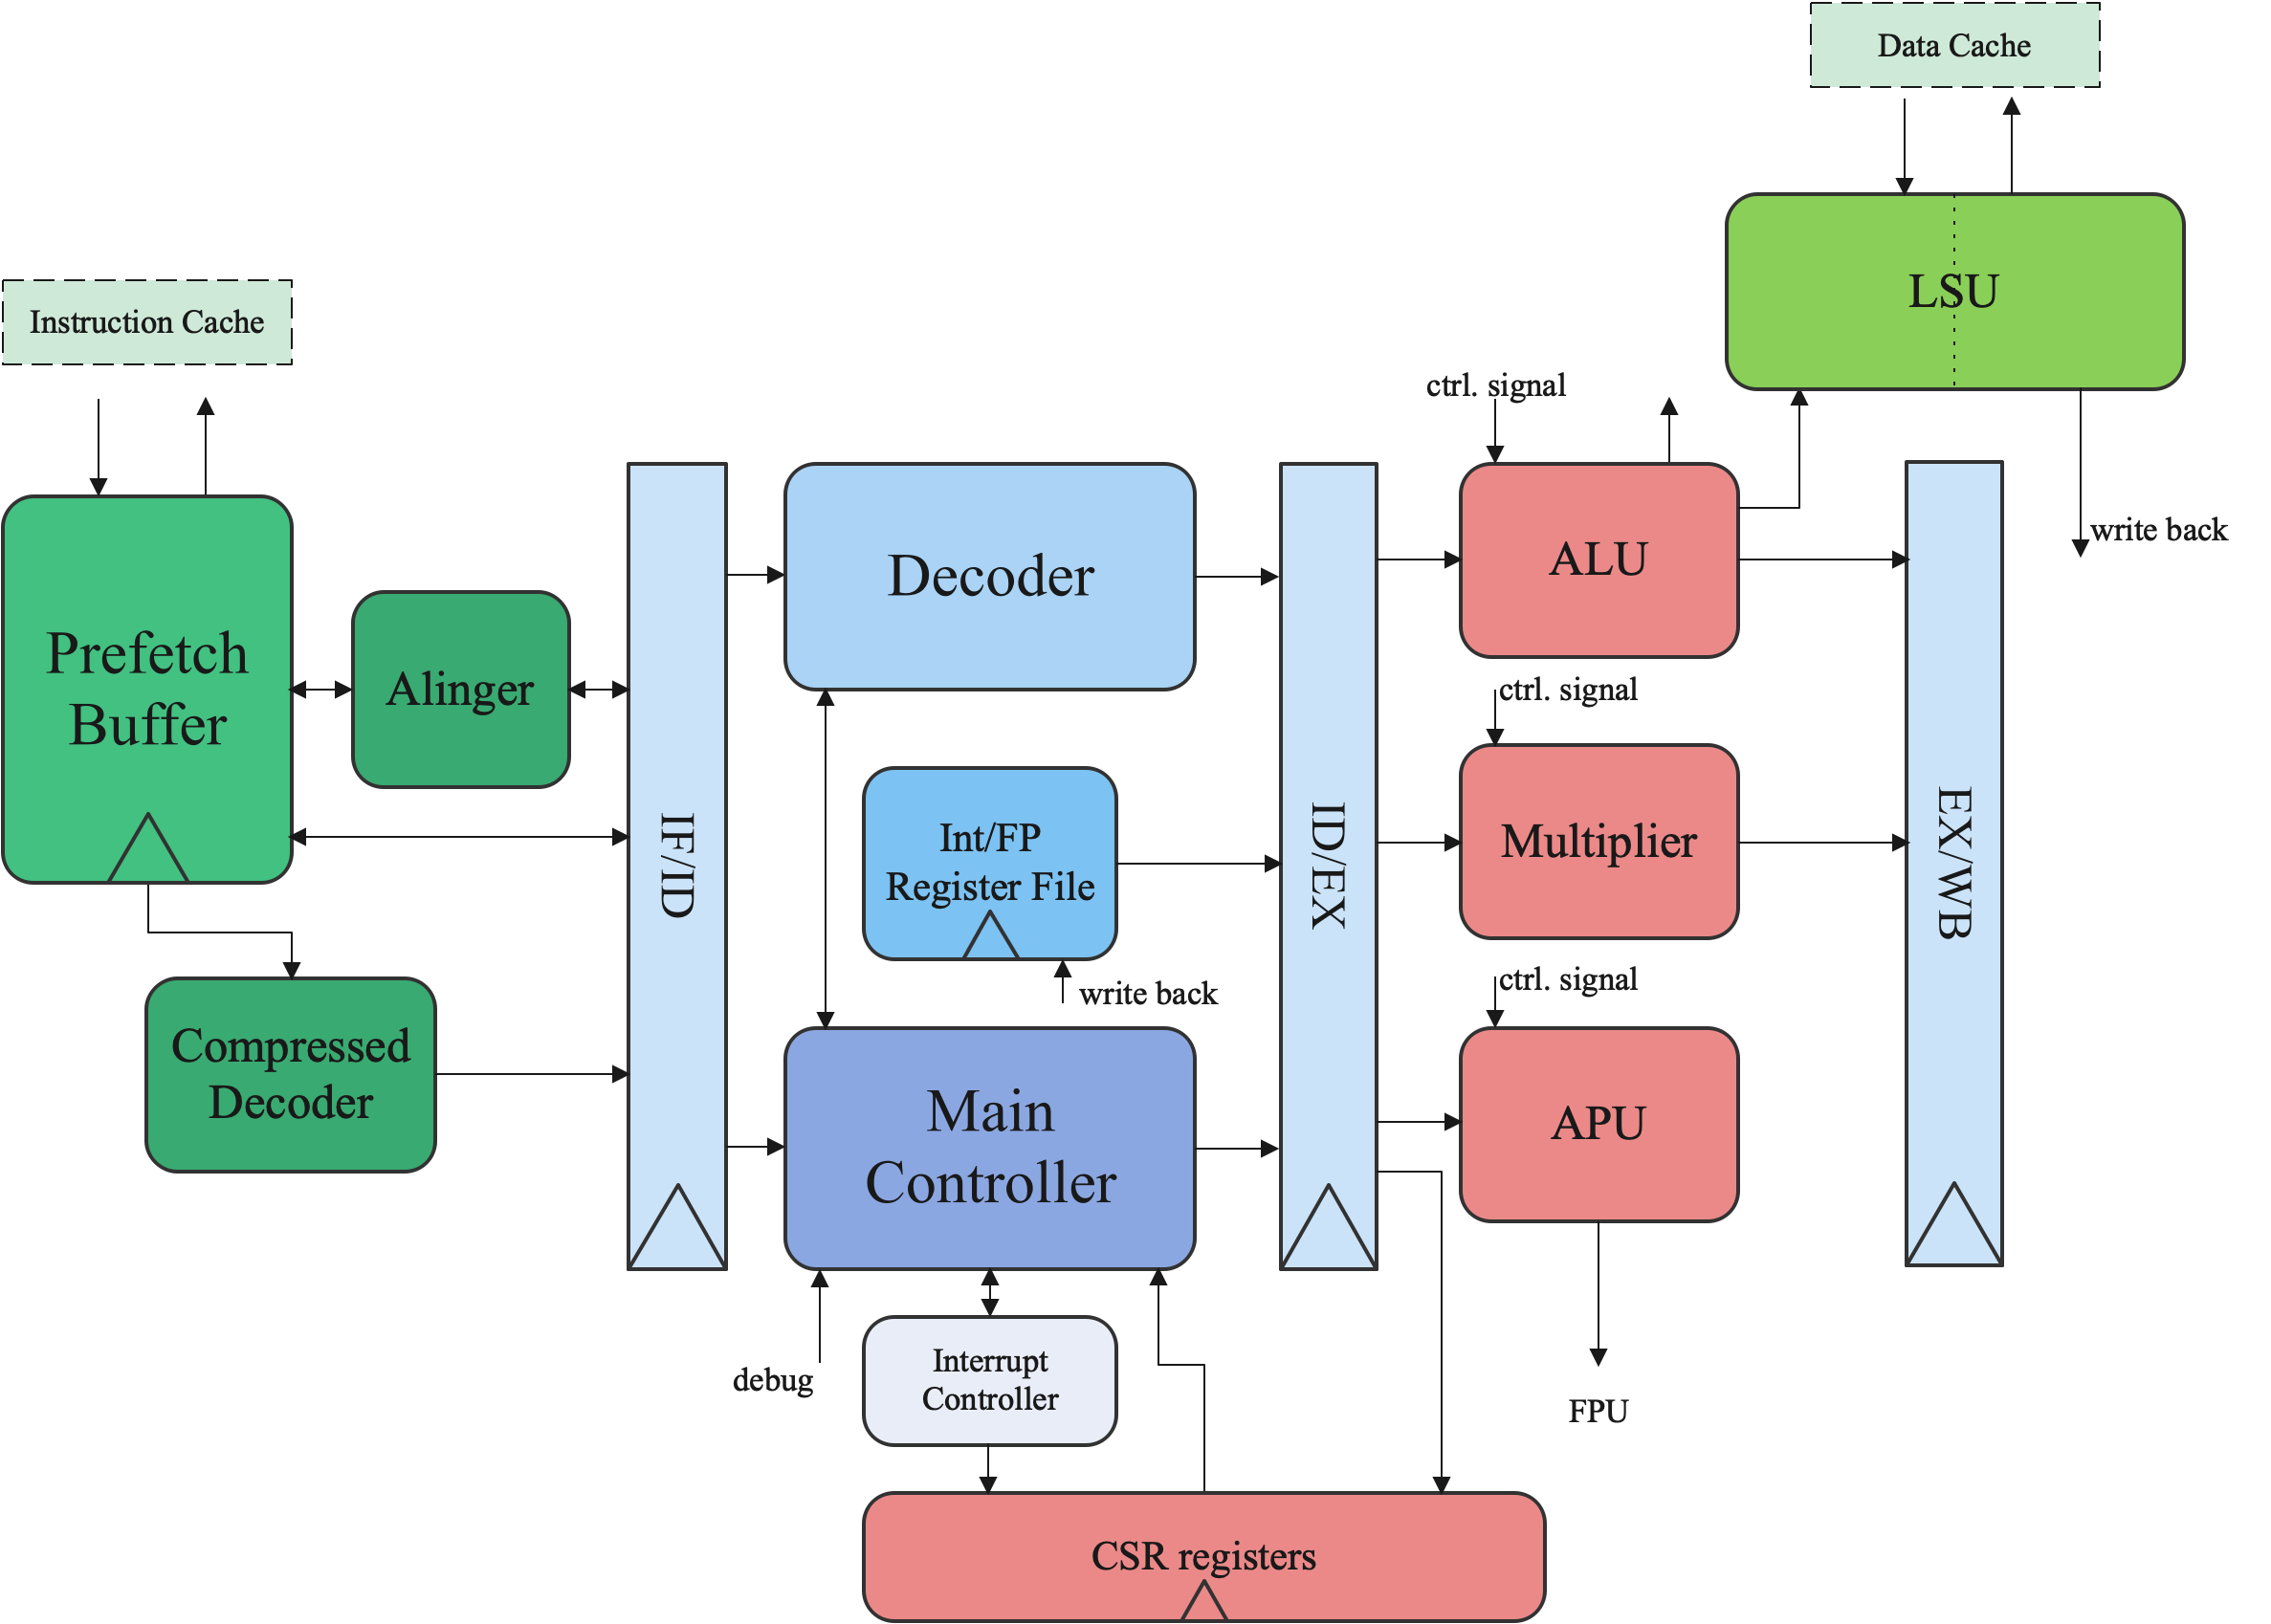 Data Cache
LSU
Instruction Cache
ctrl. signal
write back
Prefetch
Buffer
Alinger
IF/ID
Decoder
ID/EX
ALU
EX/WB
ctrl. signal
Int/FP
Register File
Multiplier
write back
ctrl. signal
Compressed
Decoder
Main
Controller
APU
debug
Interrupt
Controller
FPU
CSR registers